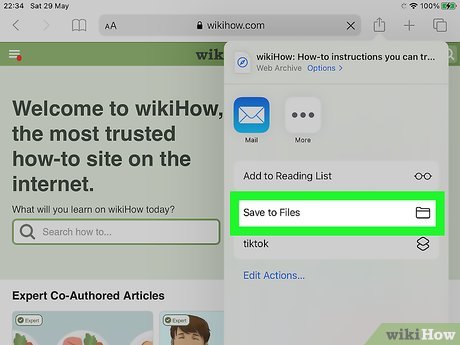 22:34 Sat 29 May
21%
AA
wikihow.com
wikiHow: How-to instructions you can tr...
Web Archive Options >
wik
Welcome to wikiHow,
the most trusted
how-to site on the
internet.
What will you learn on wikiHow today?
Search how to...
Mail
More
Add to Reading List
Save to Files
tiktok
Edit Actions...
Expert Co-Authored Articles
Expert
Expert
wikiHow